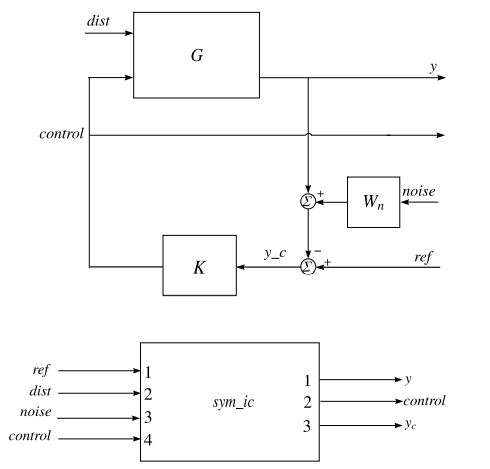 dist
G
y
control
+
W_n
noise
Σ
−
y_c
ref
K
Σ
+
ref 1 1 y
dist 2 sym_ic 2 control
noise 3 3 y_c
control 4